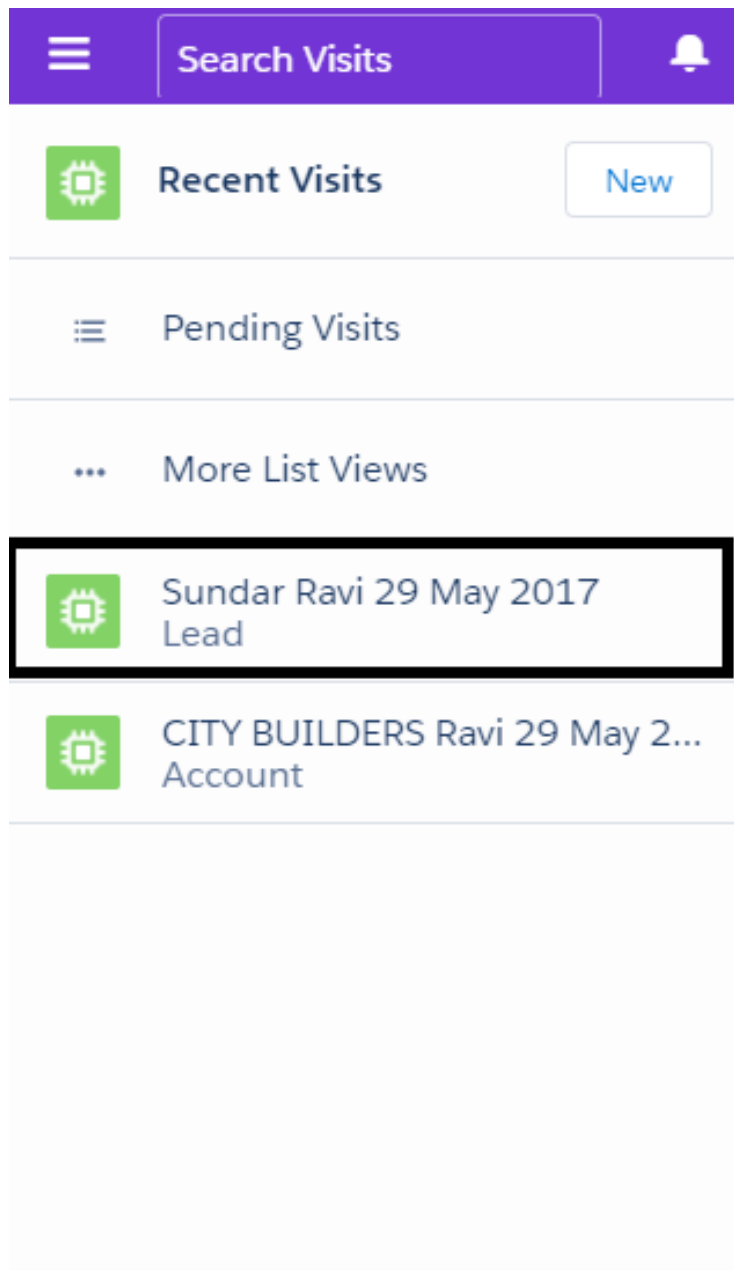 Search Visits
Recent Visits
New
Pending Visits
More List Views
Sundar Ravi 29 May 2017
Lead
CITY BUILDERS Ravi 29 May 2...
Account